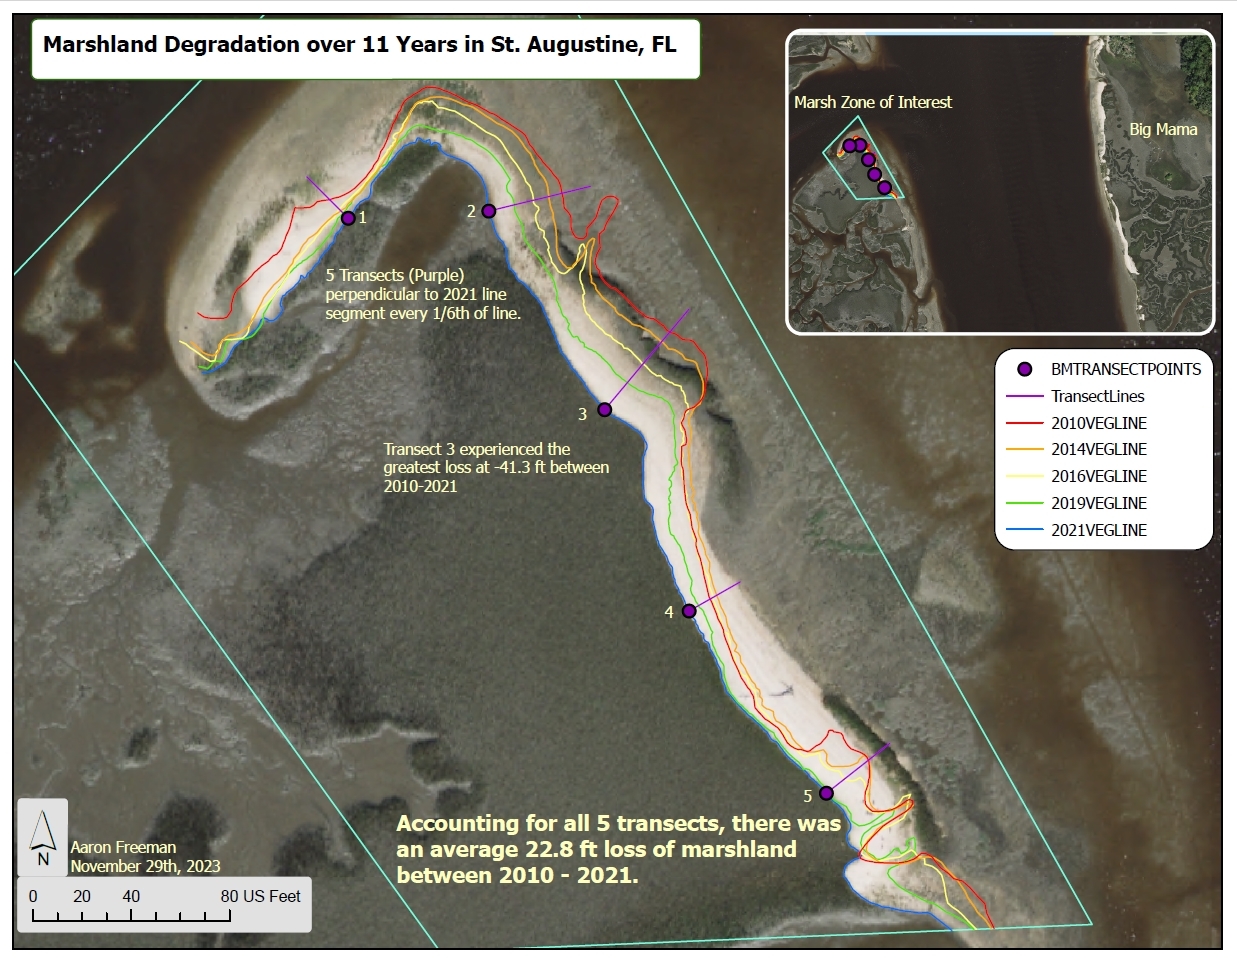 Marshland Degradation over 11 Years in St. Augustine, FL
Marsh Zone of Interest
Big Mama
1
2
5 Transects (Purple)
perpendicular to 2021 line
segment every 1/6th of line.
BMTRANSECTPOINTS
TransectLines
2010VEGLINE
2014VEGLINE
2016VEGLINE
2019VEGLINE
2021VEGLINE
3
Transect 3 experienced the
greatest loss at -41.3 ft between
2010-2021
4
5
Accounting for all 5 transects, there was
an average 22.8 ft loss of marshland
between 2010 - 2021.
N
Aaron Freeman
November 29th, 2023
0 20 40 80 US Feet